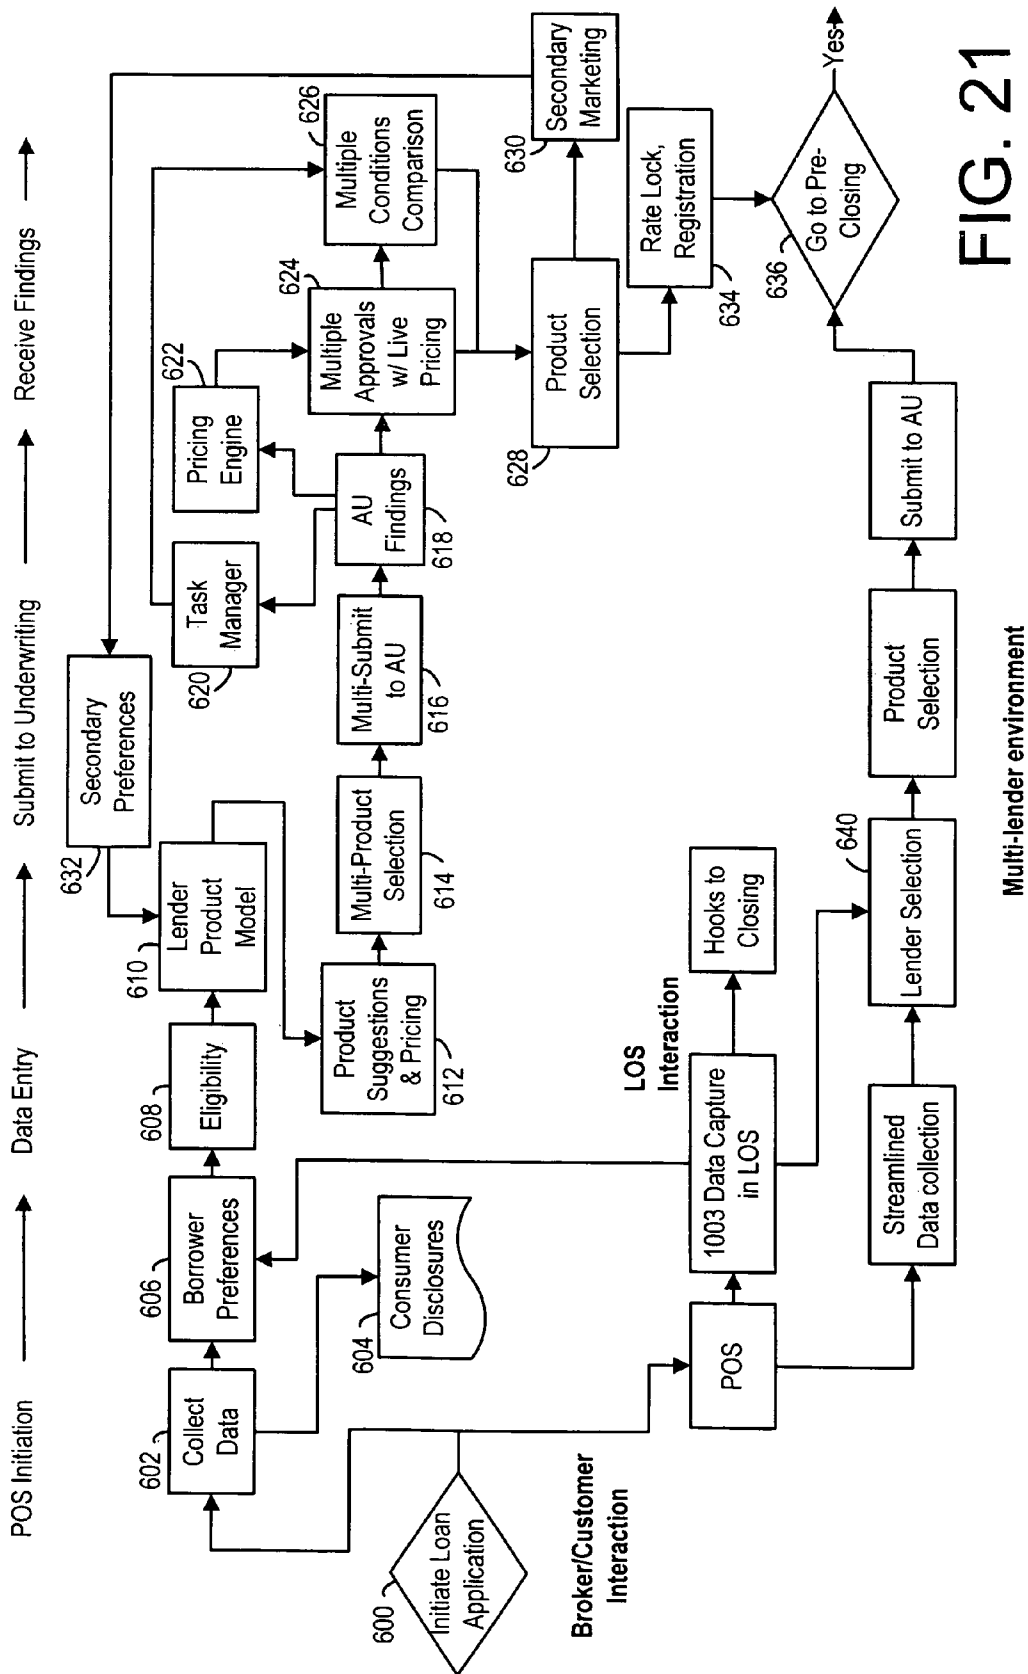 POS Initiation
Data Entry
Submit to Underwriting
Receive Findings
600
Initiate Loan
Application
Broker/Customer
Interaction
602
Collect
Data
604
Consumer
Disclosures
606
Borrower
Preferences
608
Eligibility
610
Lender
Product
Model
632
Secondary
Preferences
Product
Suggestions
& Pricing
612
Multi-Product
Selection
614
Multi-Submit
to AU
616
Task
Manager
620
AU
Findings
618
622
Pricing
Engine
624
Multiple
Approvals
w/ Live
Pricing
626
Multiple
Conditions
Comparison
Product
Selection
628
630
Secondary
Marketing
Rate Lock,
Registration
634
636
Go to Pre-
Closing
Yes
POS
LOS
Interaction
1003 Data Capture
in LOS
Hooks to
Closing
Streamlined
Data collection
640
Lender Selection
Product
Selection
Submit to AU
Multi-lender environment
FIG. 21